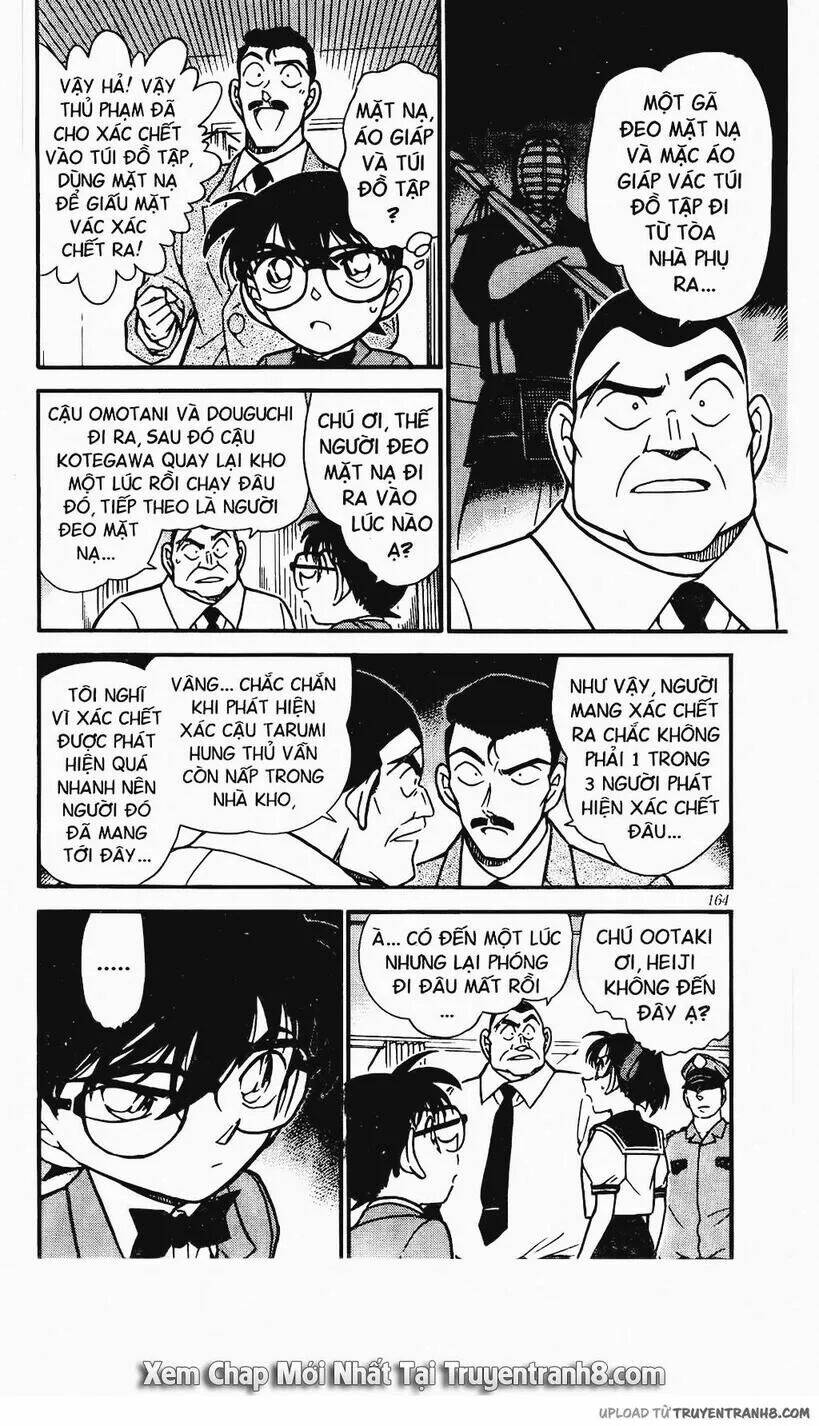 MỘT GÃ
ĐEO MẶT NẠ
VÀ MẶC ÁO
GIÁP VÁC TÚI
ĐỒ TẬP ĐI
TỪ TÒA
NHÀ PHỤ
RA...
MẶT NẠ,
ÁO GIÁP
VÀ TÚI
ĐỒ TẬP
?
VẬY HẢ! VẬY
THỦ PHẠM ĐÃ
CHO XÁC CHẾT
VÀO TÚI ĐỒ TẬP,
DÙNG MẶT NẠ
ĐỂ GIẤU MẶT
VÁC XÁC
CHẾT RA!
CHÚ ƠI, THẾ
NGƯỜI ĐEO
MẶT NẠ ĐI
RA VÀO
LÚC NÀO
Ạ?
CẬU OMOTANI VÀ DOUGUCHI
ĐI RA, SAU ĐÓ CẬU
KOTEGAWA QUAY LẠI KHO
MỘT LÚC RỒI CHẠY ĐÂU
ĐÓ, TIẾP THEO LÀ NGƯỜI
ĐEO MẶT
NẠ...
NHƯ VẬY, NGƯỜI
MANG XÁC CHẾT
RA CHẮC KHÔNG
PHẢI 1 TRONG
3 NGƯỜI PHÁT
HIỆN XÁC CHẾT
ĐÂU...
VÂNG... CHẮC CHẮN
KHI PHÁT HIỆN
XÁC CẬU TARUMI
HUNG THỦ VẪN
CÒN NẤP TRONG
NHÀ KHO,
TÔI NGHĨ
VÌ XÁC CHẾT
ĐƯỢC PHÁT
HIỆN QUÁ
NHANH NÊN
NGƯỜI ĐÓ
ĐÃ MANG
TỚI ĐÂY...
164
CHÚ OOTAKI
ƠI, HEIJI
KHÔNG ĐẾN
ĐÂY Ạ?
À... CÓ ĐẾN MỘT LÚC
NHƯNG LẠI PHÓNG
ĐI ĐÂU MẤT RỒI
...
.....
Xem Chap Mới Nhất Tại Truyentranh8.com
UPLOAD TỪ TRUYENTRANH8.COM